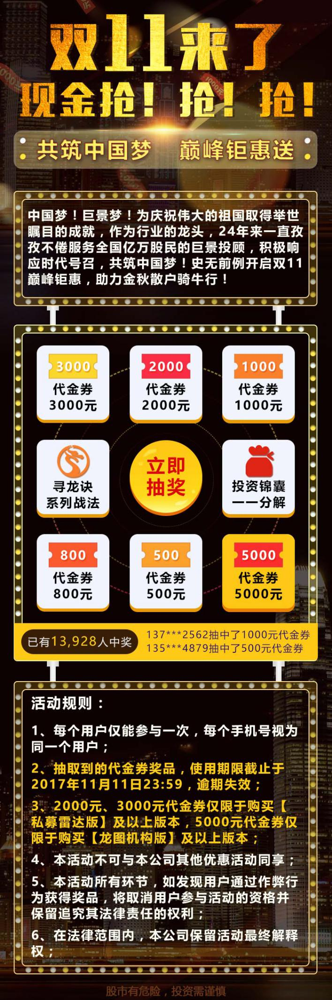 双11来了
现金抢！抢！抢！
共筑中国梦 巅峰钜惠送
中国梦！巨景梦！为庆祝伟大的祖国取得举世
瞩目的成就，作为行业的龙头，24年来一直孜
孜不倦服务全国亿万股民的巨景投顾，积极响
应时代号召，共筑中国梦！史无前例开启双11
巅峰钜惠，助力金秋散户骑牛行！
3000
代金券
3000元
2000
代金券
2000元
1000
代金券
1000元
寻龙诀
系列战法
立即
抽奖
投资锦囊
一一分解
800
代金券
800元
500
代金券
500元
5000
代金券
5000元
已有13,928人中奖
137***2562抽中了1000元代金券
135***4879抽中了500元代金券
活动规则：
1、每个用户仅能参与一次，每个手机号视为
同一个用户；
2、抽取到的代金券奖品，使用期限截止于
2017年11月11日23:59，逾期失效；
3、2000元、3000元代金券仅限于购买【
私募雷达版】及以上版本，5000元代金券仅
限于购买【龙图机构版】及以上版本；
4、本活动不可与本公司其他优惠活动同享；
5、本活动所有环节，如发现用户通过作弊行
为获得奖品，将取消用户参与活动的资格并
保留追究其法律责任的权利；
6、在法律范围内，本公司保留活动最终解释
权；
股市有危险，投资需谨慎